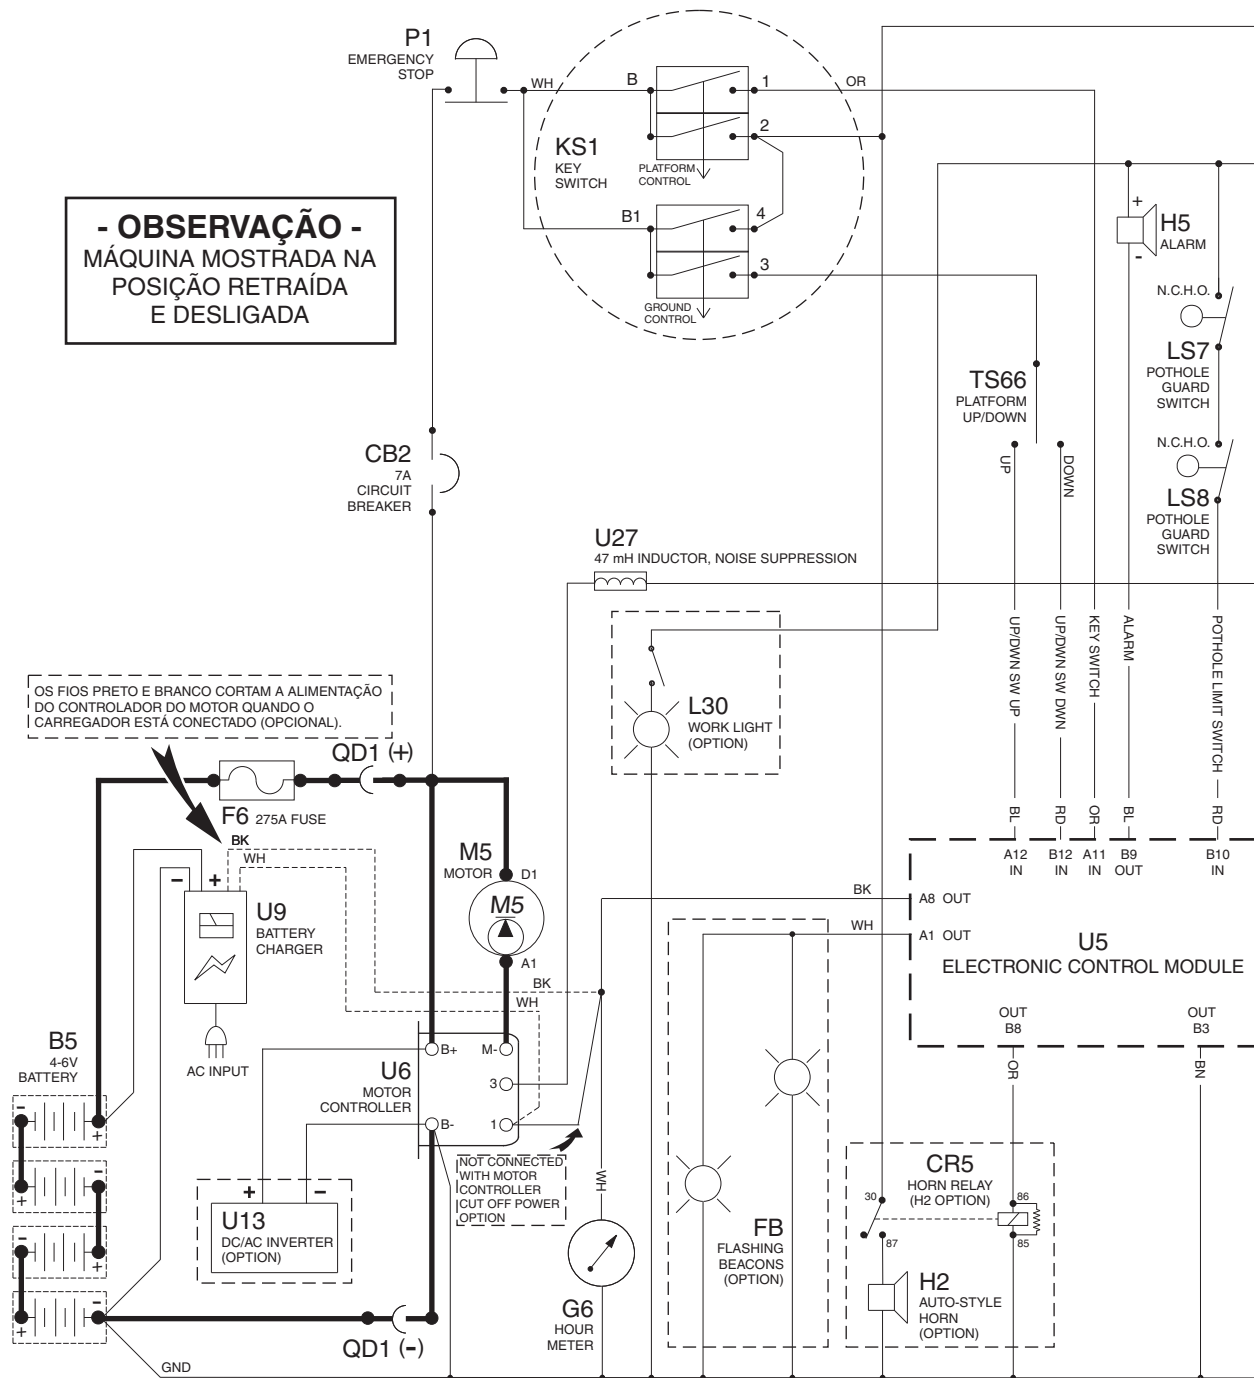 P1
EMERGENCY
STOP
WH
B
1
OR
2
KS1
KEY
SWITCH
PLATFORM
CONTROL
B1
4
3
GROUND
CONTROL
- OBSERVAÇÃO -
MÁQUINA MOSTRADA NA
POSIÇÃO RETRAÍDA
E DESLIGADA
+
H5
ALARM
-
N.C.H.O.
LS7
POTHOLE
GUARD
SWITCH
TS66
PLATFORM
UP/DOWN
UP
DOWN
N.C.H.O.
LS8
POTHOLE
GUARD
SWITCH
CB2
7A
CIRCUIT
BREAKER
U27
47 mH INDUCTOR, NOISE SUPPRESSION
UP/DWN SW UP
UP/DWN SW DWN
KEY SWITCH
ALARM
POTHOLE LIMIT SWITCH
L30
WORK LIGHT
(OPTION)
OS FIOS PRETO E BRANCO CORTAM A ALIMENTAÇÃO
DO CONTROLADOR DO MOTOR QUANDO O
CARREGADOR ESTÁ CONECTADO (OPCIONAL).
QD1 (+)
F6 275A FUSE
BK
WH
BL
RD
OR
BL
RD
A12
IN
B12
IN
A11
IN
B9
OUT
B10
IN
M5
MOTOR
D1
M5
A1
- +
U9
BATTERY
CHARGER
AC INPUT
BK
WH
BK
A8 OUT
WH
A1 OUT
U5
ELECTRONIC CONTROL MODULE
OUT
B8
OUT
B3
OR
BN
B5
4-6V
BATTERY
-
+
-
+
-
+
-
+
B+
M-
3
U6
MOTOR
CONTROLLER
B-
1
NOT CONNECTED
WITH MOTOR
CONTROLLER
CUT OFF POWER
OPTION
WH
+ −
U13
DC/AC INVERTER
(OPTION)
FB
FLASHING
BEACONS
(OPTION)
CR5
HORN RELAY
(H2 OPTION)
30
86
87
85
H2
AUTO-STYLE
HORN
(OPTION)
G6
HOUR
METER
QD1 (-)
GND